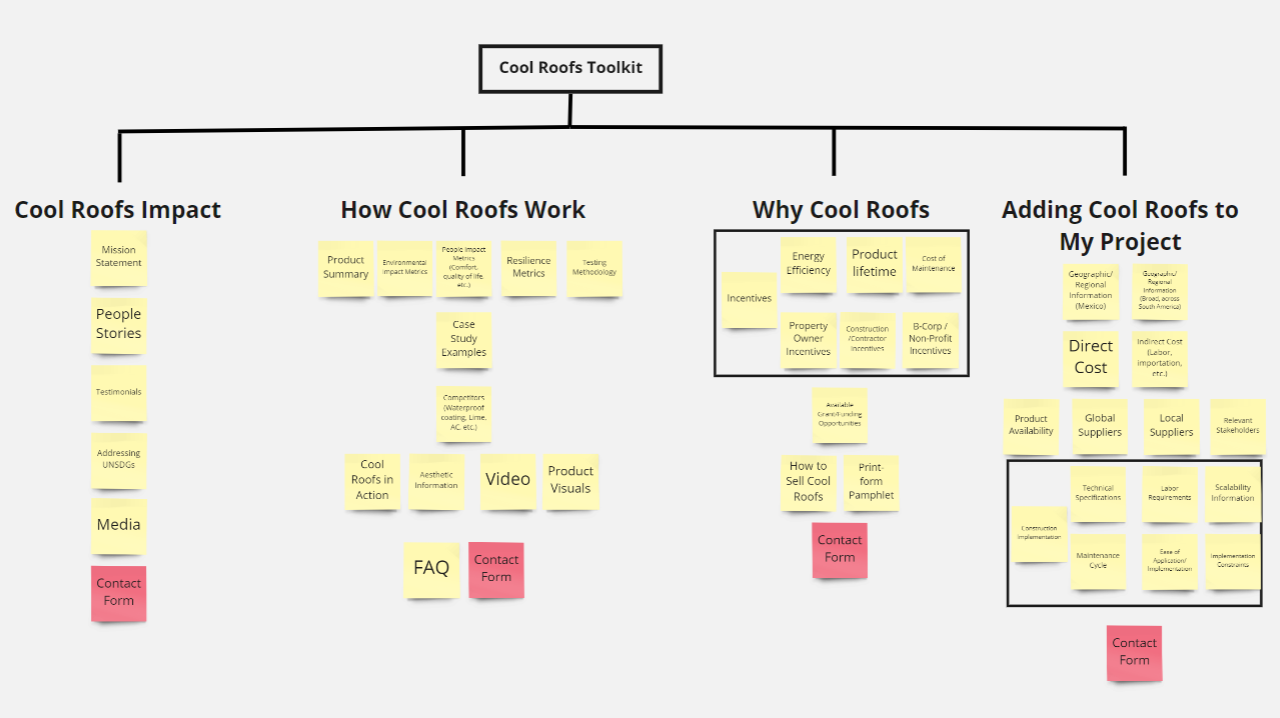 Cool Roofs Toolkit
Cool Roofs Impact
Mission
Statement
People
Stories
Testimonials
Addressing
UNSDGs
Media
Contact
Form
How Cool Roofs Work
Product
Summary
Environmental
Impact Metrics
People Impact
Metrics
(Comfort,
quality of life,
etc.)
Resilience
Metrics
Testing
Methodology
Case
Study
Examples
Competitors
(Waterproof
coating, Lime,
AC, etc.)
Cool
Roofs in
Action
Aesthetic
Information
Video
Product
Visuals
FAQ
Contact
Form
Why Cool Roofs
Incentives
Energy
Efficiency
Product
lifetime
Cost of
Maintenance
Property
Owner
Incentives
Construction
/Contractor
Incentives
B-Corp /
Non-Profit
Incentives
Available
Grant/Funding
Opportunities
How to
Sell Cool
Roofs
Print-
form
Pamphlet
Contact
Form
Adding Cool Roofs to
My Project
Geographic/
Regional
Information
(Mexico)
Geographic/
Regional
Information
(Broad, across
South America)
Direct
Cost
Indirect Cost
(Labor,
importation,
etc.)
Product
Availability
Global
Suppliers
Local
Suppliers
Relevant
Stakeholders
Construction
Implementation
Technical
Specifications
Labor
Requirements
Scalability
Information
Maintenance
Cycle
Ease of
Application/
Implementation
Implementation
Constraints
Contact
Form